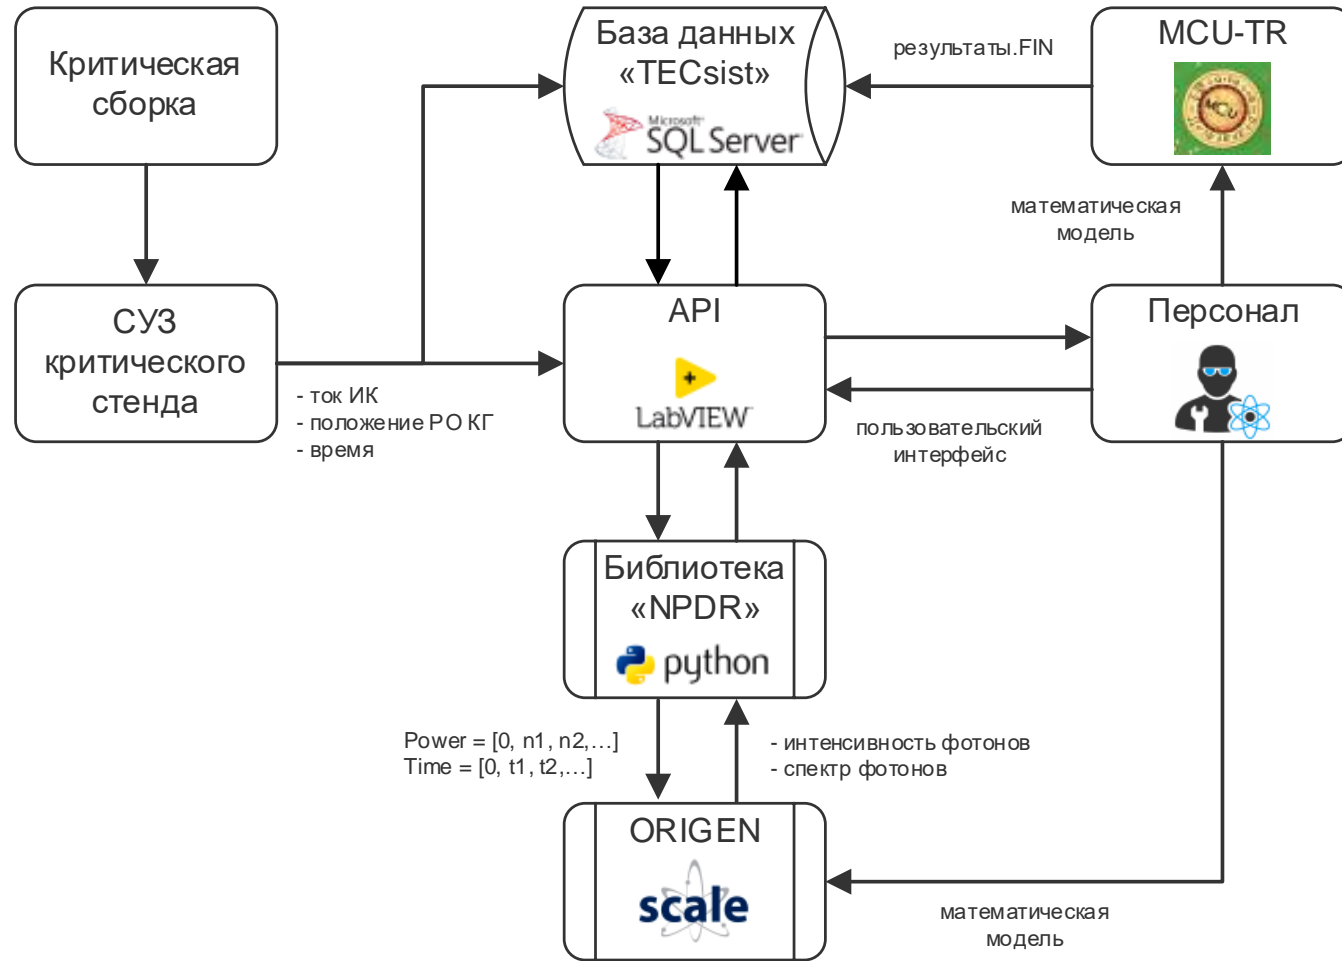 Критическая
сборка
База данных
«TECsist»
Microsoft
SQL Server
результаты.FIN
MCU-TR
MCU
математическая
модель
СУЗ
критического
стенда
- ток ИК
- положение РО КГ
- время
API
LabVIEW
Персонал
пользовательский
интерфейс
Библиотека
«NPDR»
python
Power = [0, n1, n2,…]
Time = [0, t1, t2,…]
- интенсивность фотонов
- спектр фотонов
ORIGEN
scale
математическая
модель